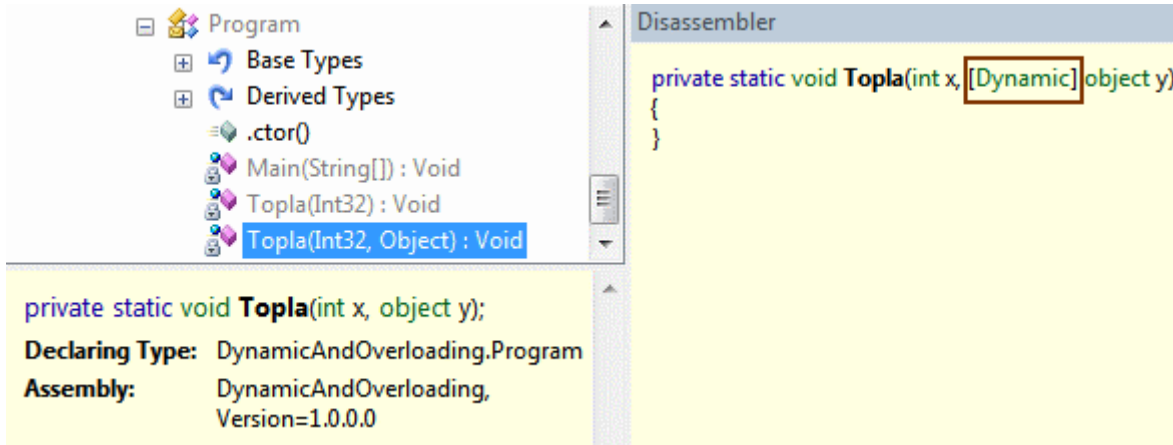 Program
Base Types
Derived Types
.ctor()
Main(String[]) : Void
Topla(Int32) : Void
Topla(Int32, Object) : Void
private static void Topla(int x, object y);
Declaring Type: DynamicAndOverloading.Program
Assembly: DynamicAndOverloading,
Version=1.0.0.0
Disassembler
private static void Topla(int x, [Dynamic] object y)
{
}